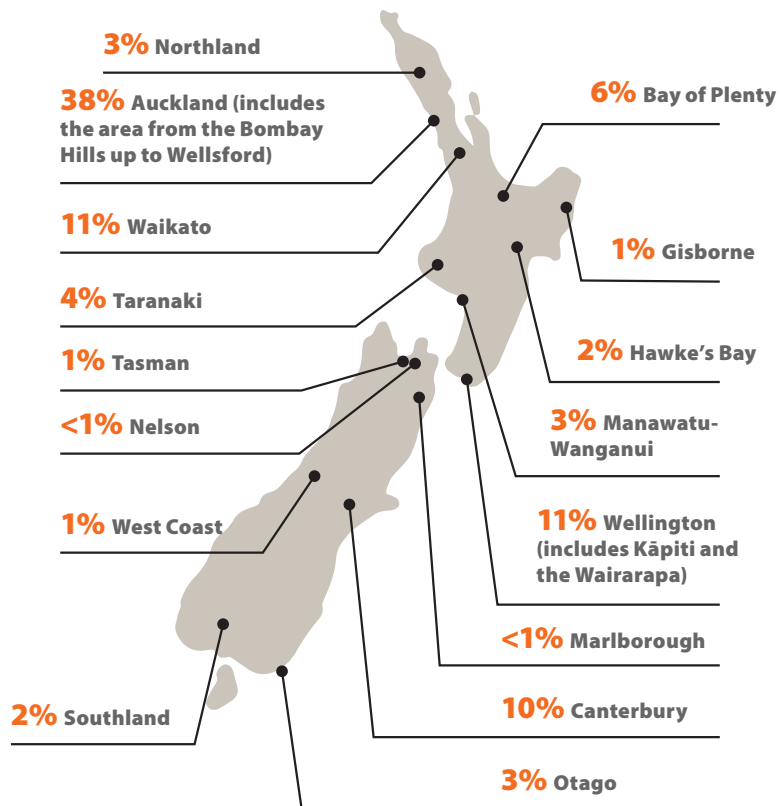 3% Northland
38% Auckland (includes
the area from the Bombay
Hills up to Wellsford)
11% Waikato
4% Taranaki
1% Tasman
<1% Nelson
1% West Coast
2% Southland
6% Bay of Plenty
1% Gisborne
2% Hawke’s Bay
3% Manawatu-
Wanganui
11% Wellington
(includes Kāpiti and
the Wairarapa)
<1% Marlborough
10% Canterbury
3% Otago